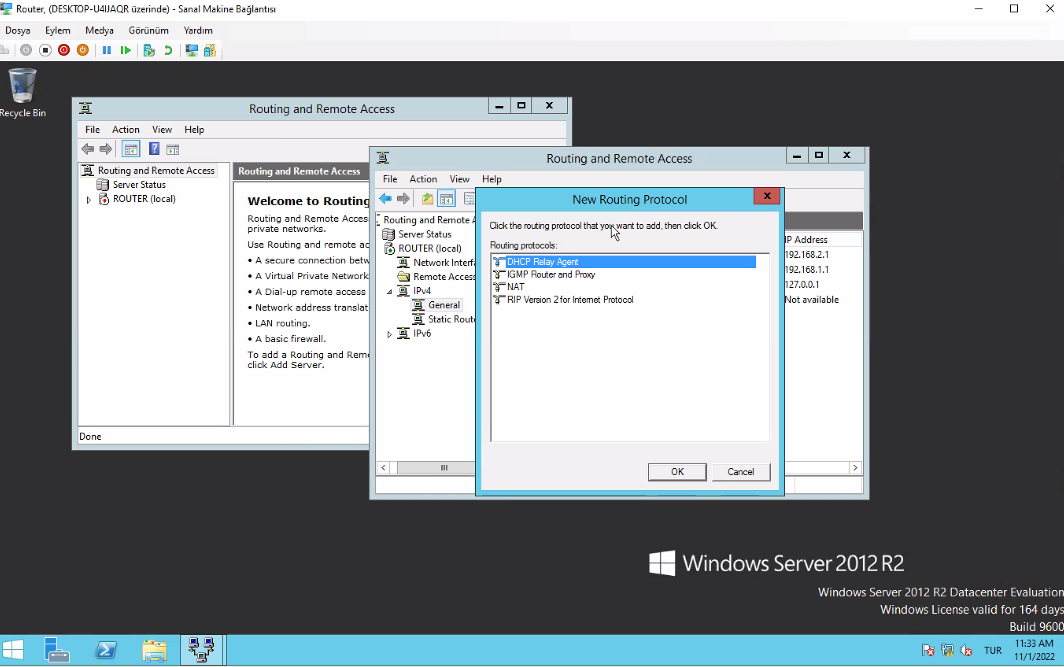 Router, (DESKTOP-U4IJAQR üzerinde) - Sanal Makine Bağlantısı
Dosya Eylem Medya Görünüm Yardım
Recycle Bin
Routing and Remote Access
File Action View Help
Routing and Remote Access
Server Status
ROUTER (local)
Routing and Remote Access
Welcome to Routing
Routing and Remote Acces
private networks.
Use Routing and Remote acces
• A secure connection betw
• A Virtual Private Network
• A Dial-up remote access
• Network address translat
• LAN routing.
• A basic firewall.
To add a Routing and Rem
click Add Server.
Done
Routing and Remote Access
File Action View Help
Routing and Remote A
Server Status
ROUTER (local)
Network Interfa
Remote Access
IPv4
General
Static Route
IPv6
IP Address
192.168.2.1
192.168.1.1
127.0.0.1
Not available
New Routing Protocol
Click the routing protocol that you want to add, then click OK.
Routing protocols:
DHCP Relay Agent
IGMP Router and Proxy
NAT
RIP Version 2 for Internet Protocol
OK Cancel
Windows Server 2012 R2
Windows Server 2012 R2 Datacenter Evaluation
Windows License valid for 164 days
Build 9600
TUR
11:33 AM
11/1/2022